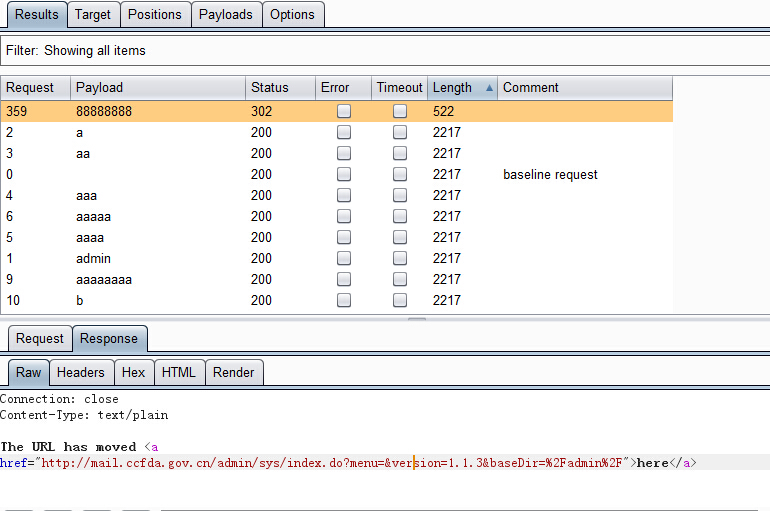 Results Target Positions Payloads Options
Filter: Showing all items
Request Payload Status Error Timeout Length Comment
359 88888888 302 522
2 a 200 2217
3 aa 200 2217
0 200 2217 baseline request
4 aaa 200 2217
6 aaaaa 200 2217
5 aaaa 200 2217
1 admin 200 2217
9 aaaaaaaa 200 2217
10 b 200 2217
Request Response
Raw Headers Hex HTML Render
Connection: close
Content-Type: text/plain
The URL has moved <a
href="http://mail.ccfda.gov.cn/admin/sys/index.do?menu=&version=1.1.3&baseDir=%2Fadmin%2F">here</a>